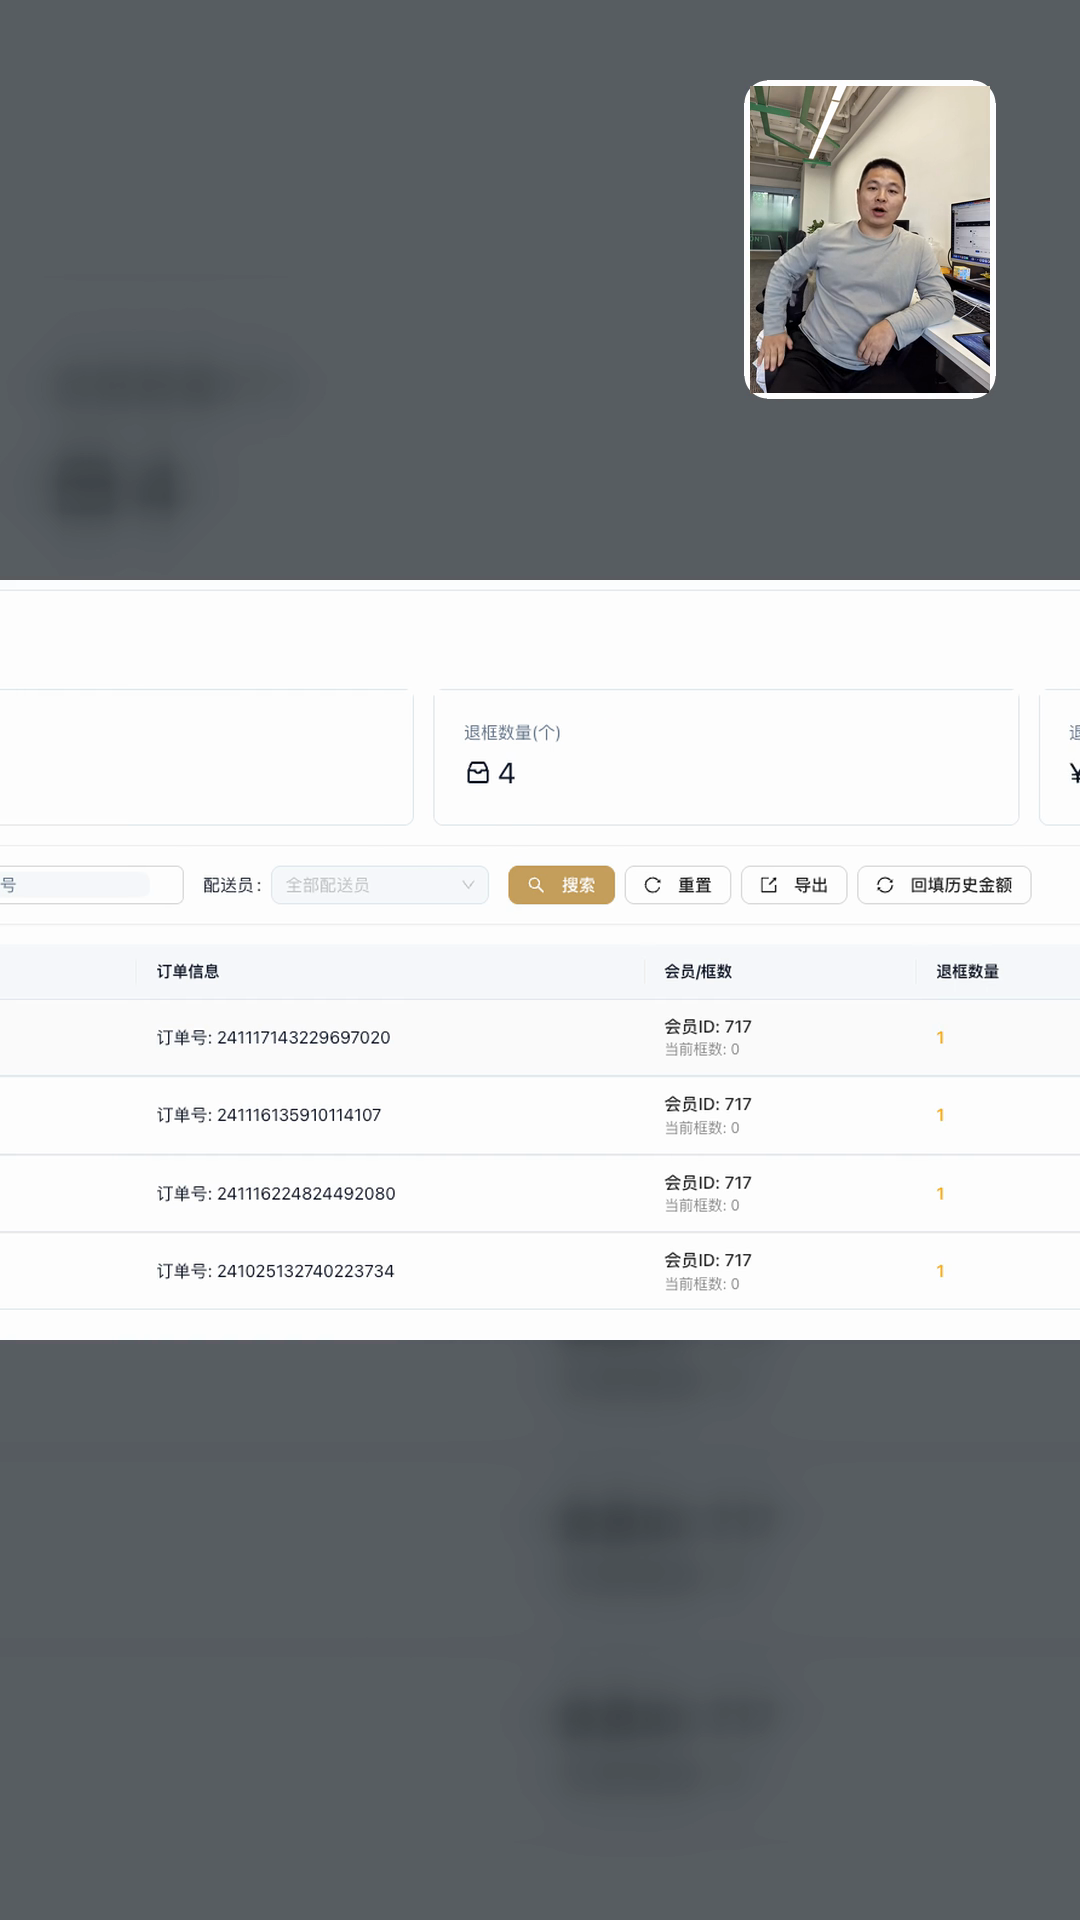 退框数量(个)
4
退
¥
号
配送员:
全部配送员
搜索
重置
导出
回填历史金额
订单信息
会员/框数
退框数量
订单号: 241117143229697020
会员ID: 717
当前框数: 0
1
订单号: 241116135910114107
会员ID: 717
当前框数: 0
1
订单号: 241116224824492080
会员ID: 717
当前框数: 0
1
订单号: 241025132740223734
会员ID: 717
当前框数: 0
1